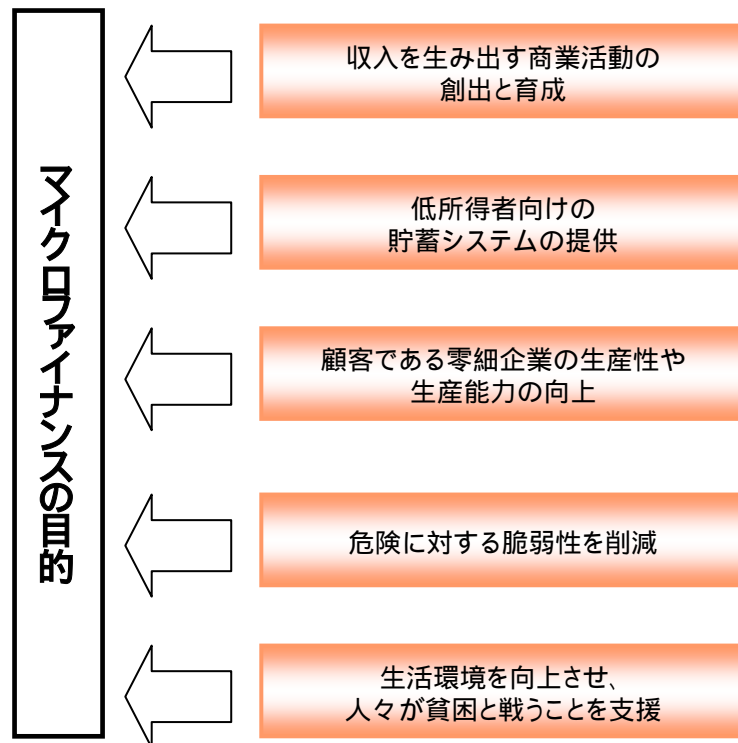 マイクロファイナンスの目的
収入を生み出す商業活動の
創出と育成
低所得者向けの
貯蓄システムの提供
顧客である零細企業の生産性や
生産能力の向上
危険に対する脆弱性を削減
生活環境を向上させ、
人々が貧困と戦うことを支援